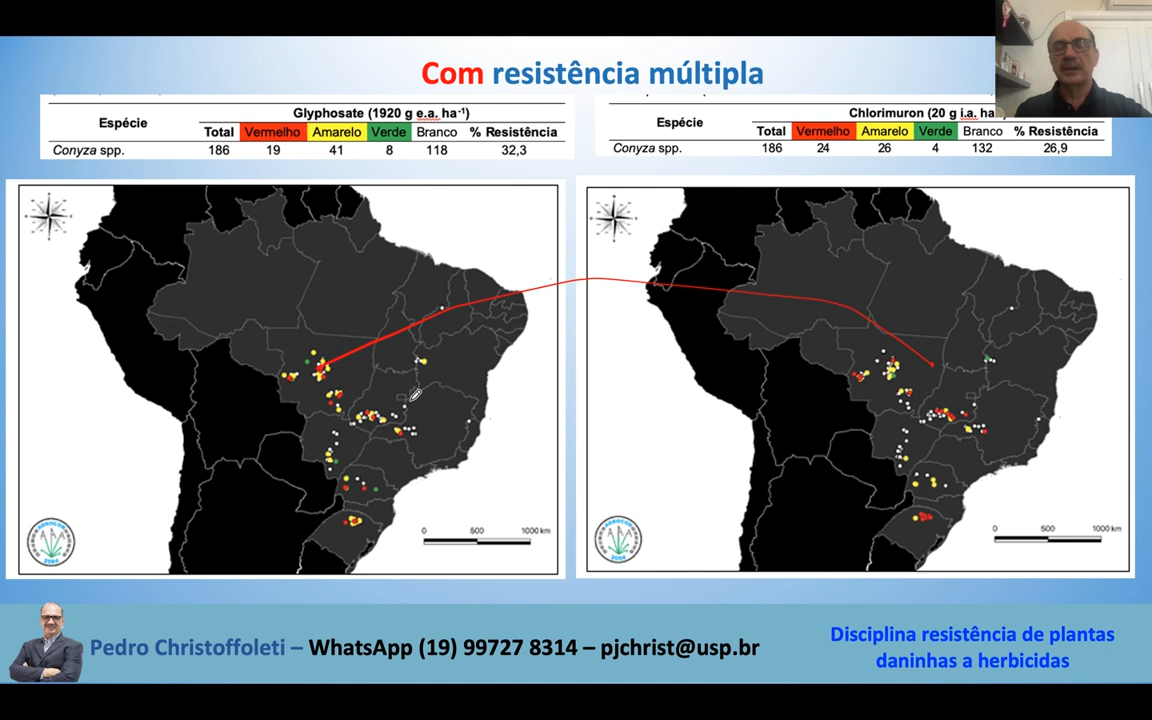 Com resistência múltipla
Espécie
Glyphosate (1920 g e.a. ha⁻¹)
Total Vermelho Amarelo Verde Branco % Resistência
Conyza spp. 186 19 41 8 118 32,3
Espécie
Chlorimuron (20 g i.a. ha
Total Vermelho Amarelo Verde Branco % Resistência
Conyza spp. 186 24 26 4 132 26,9
0 500 1000 km
0 500 1000 km
2004
2004
Pedro Christoffoleti – WhatsApp (19) 99727 8314 – pjchrist@usp.br
Disciplina resistência de plantas
daninhas a herbicidas